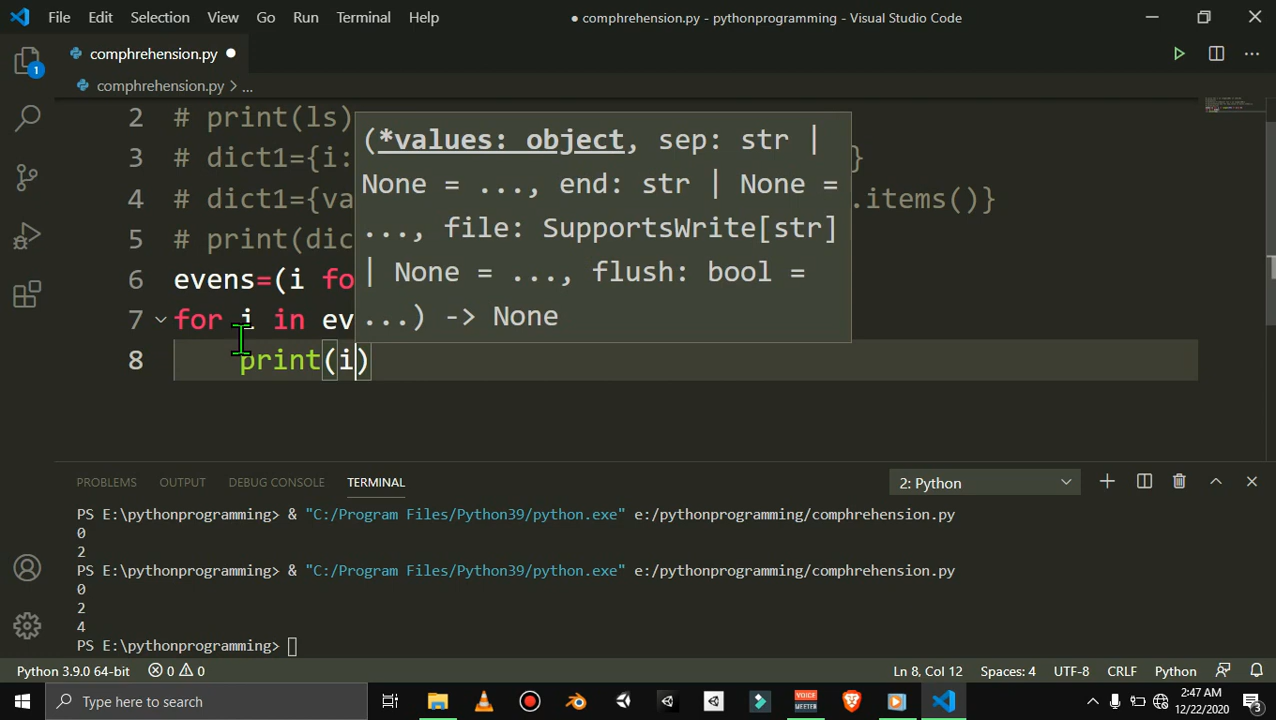 File Edit Selection View Go Run Terminal Help
● comphrehension.py - pythonprogramming - Visual Studio Code
comphrehension.py ●
comphrehension.py > ...
1
2 # print(ls)
3 # dict1={i: }
4 # dict1={va .items()}
5 # print(dic
6 evens=(i fo
7 for i in ev
8 print(i)
(*values: object, sep: str |
None = ..., end: str | None =
..., file: SupportsWrite[str]
| None = ..., flush: bool =
...) -> None
PROBLEMS OUTPUT DEBUG CONSOLE TERMINAL 2: Python
PS E:\pythonprogramming> & "C:/Program Files/Python39/python.exe" e:/pythonprogramming/comphrehension.py
0
2
PS E:\pythonprogramming> & "C:/Program Files/Python39/python.exe" e:/pythonprogramming/comphrehension.py
0
2
4
PS E:\pythonprogramming>
Python 3.9.0 64-bit 0 0 Ln 8, Col 12 Spaces: 4 UTF-8 CRLF Python
Type here to search VOICE MEETER 2:47 AM
12/22/2020 3